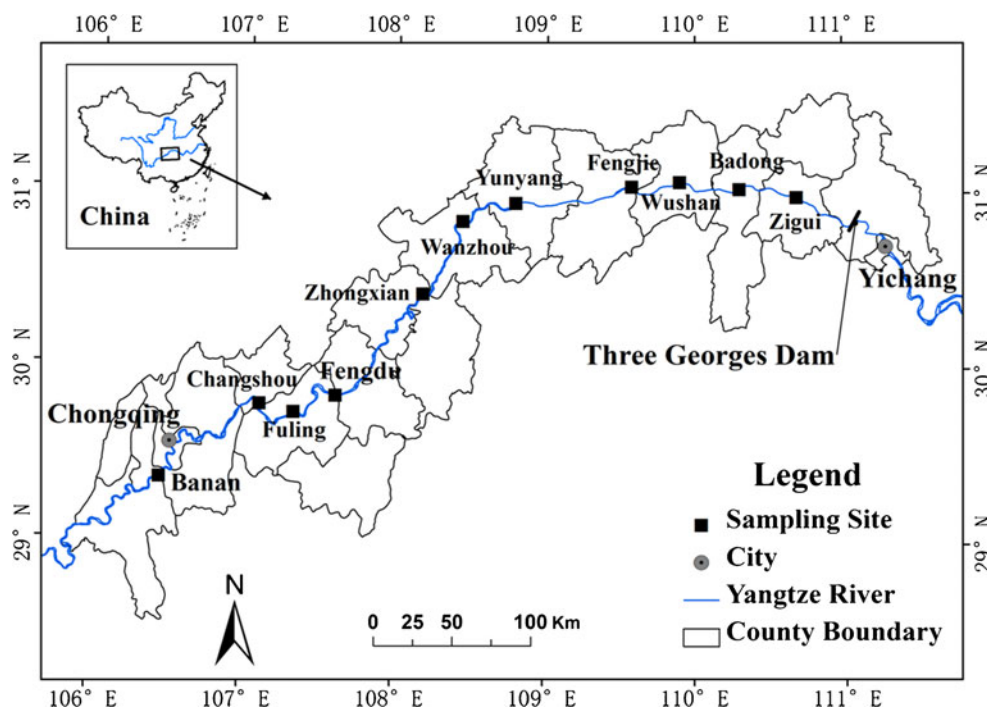 106° E 107° E 108° E 109° E 110° E 111° E
China
31° N
30° N
29° N
31° N
30° N
29° N
Fengjie
Badong
Yunyang
Wushan
Zigui
Wanzhou
Yichang
Zhongxian
Three Georges Dam
Changshou
Fengdu
Chongqing
Fuling
Banan
Legend
Sampling Site
City
Yangtze River
County Boundary
N
0 25 50 100 Km
106° E 107° E 108° E 109° E 110° E 111° E